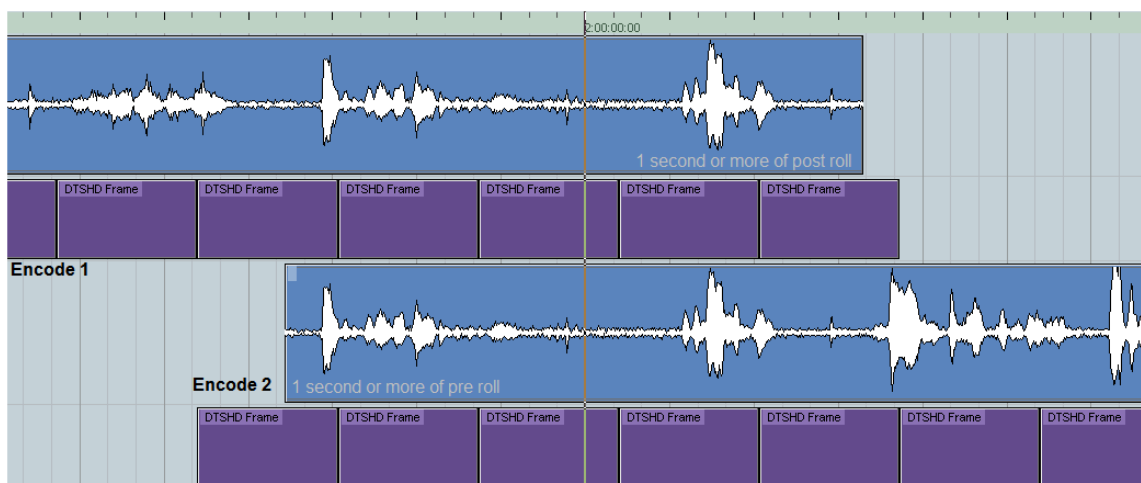 2:00:00:00
1 second or more of post roll
DTSHD Frame DTSHD Frame DTSHD Frame DTSHD Frame DTSHD Frame DTSHD Frame
Encode 1
Encode 2
1 second or more of pre roll
DTSHD Frame DTSHD Frame DTSHD Frame DTSHD Frame DTSHD Frame DTSHD Frame DTSHD Frame